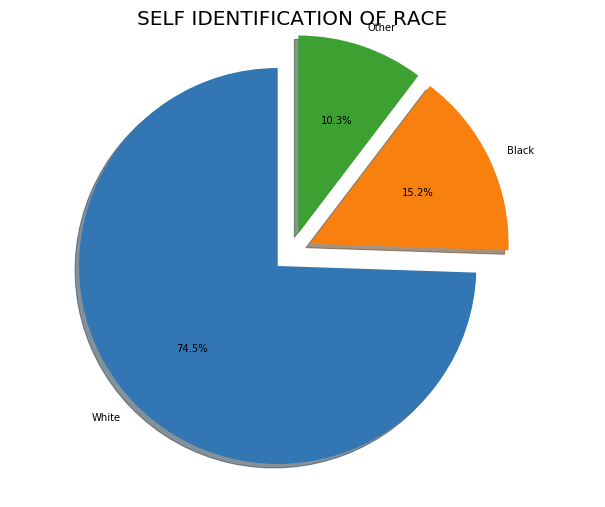 SELF IDENTIFICATION OF RACE
Other
10.3%
Black
15.2%
74.5%
White